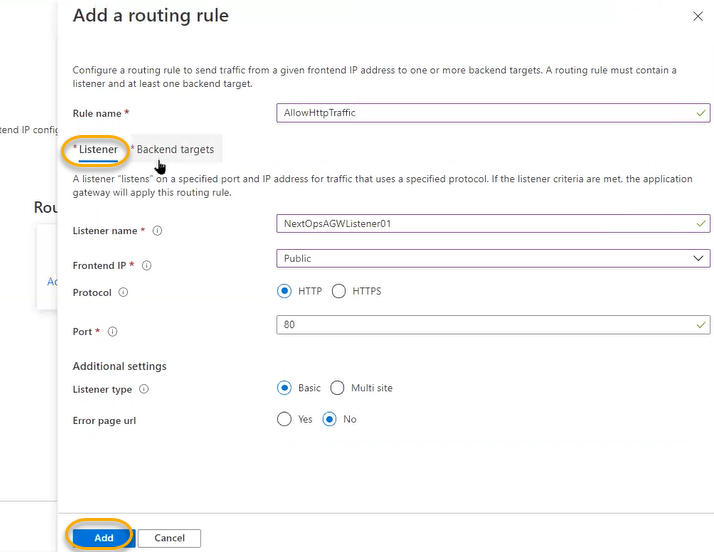 Add a routing rule
Configure a routing rule to send traffic from a given frontend IP address to one or more backend targets. A routing rule must contain a
listener and at least one backend target.
tend IP config
Rule name *
AllowHttpTraffic
* Listener
* Backend targets
A listener "listens" on a specified port and IP address for traffic that uses a specified protocol. If the listener criteria are met, the application
gateway will apply this routing rule.
Rou
Listener name *
NextOpsAGWListener01
Frontend IP *
Public
Ad
Protocol
HTTP
HTTPS
Port *
80
Additional settings
Listener type
Basic
Multi site
Error page url
Yes
No
Add
Cancel